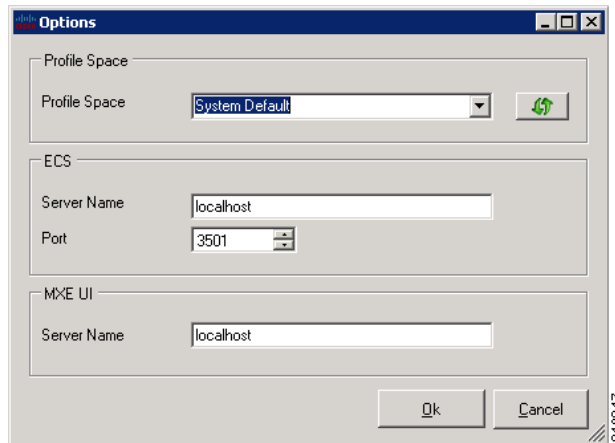 Options
Profile Space
Profile Space
System Default
ECS
Server Name
localhost
Port
3501
MXE UI
Server Name
localhost
Ok
Cancel